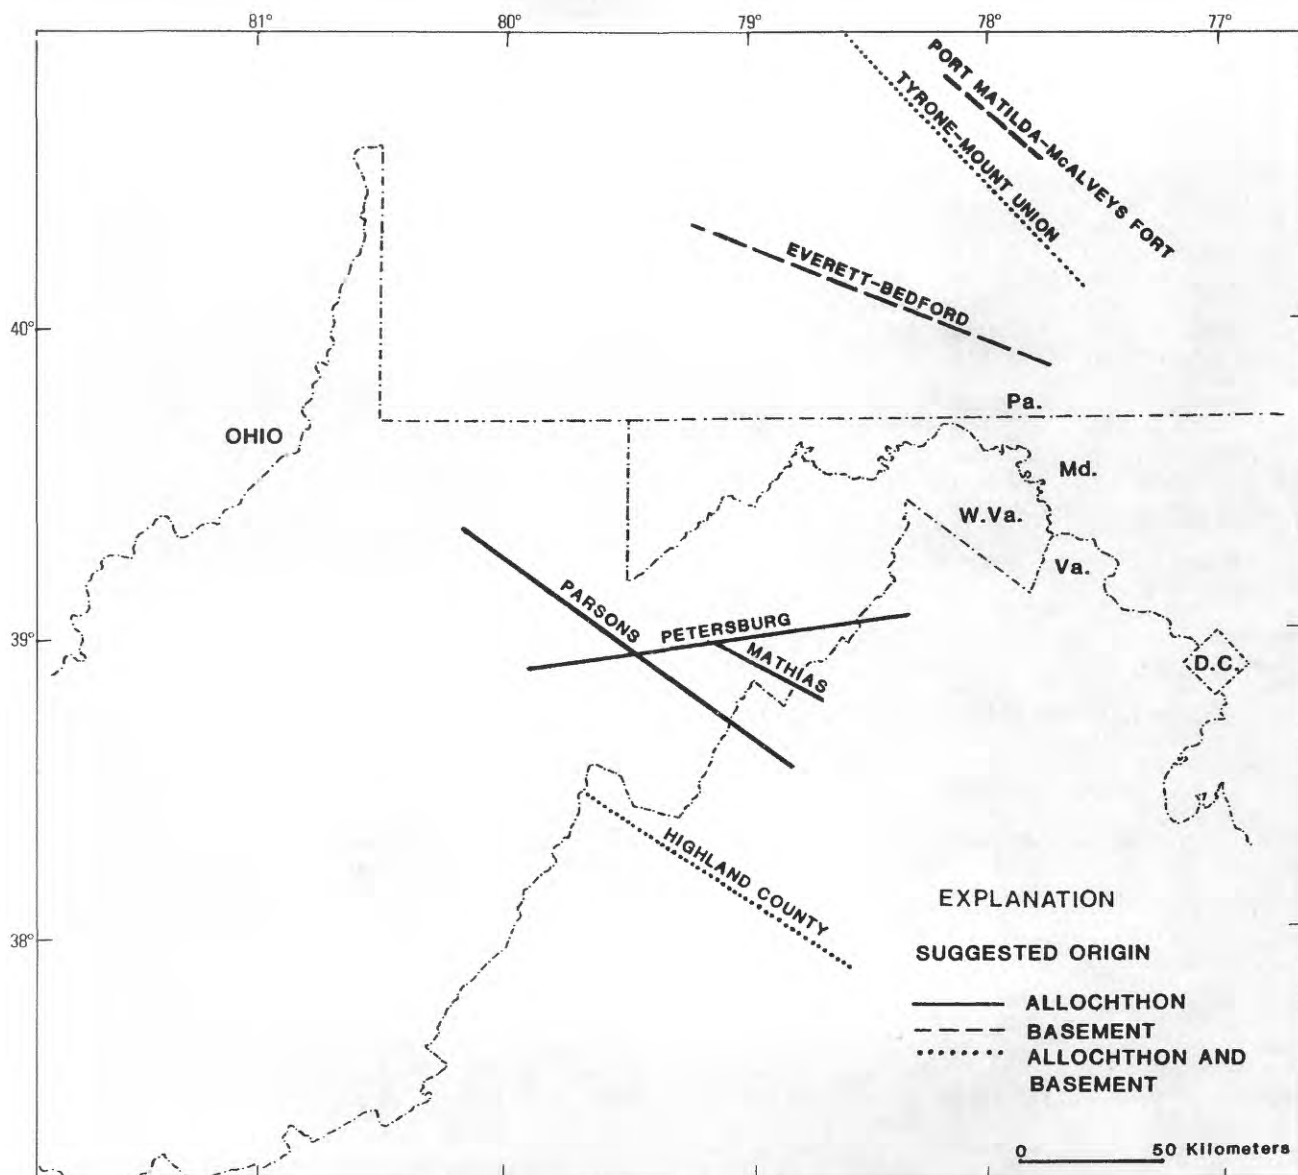 81° 80° 79° 78° 77°
PORT MATILDA-McALVEYS FORT
TYRONE-MOUNT UNION
EVERETT-BEDFORD
40°
Pa.
OHIO
Md.
W.Va.
Va.
PARSONS
PETERSBURG
39°
MATHIAS
D.C.
HIGHLAND COUNTY
38°
EXPLANATION
SUGGESTED ORIGIN
ALLOCHTHON
BASEMENT
ALLOCHTHON AND
BASEMENT
0 50 Kilometers